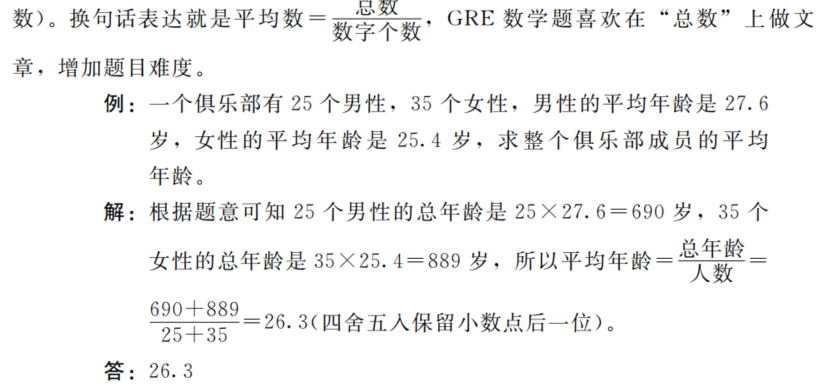 数)。换句话表达就是平均数=总数/数字个数,GRE 数学题喜欢在“总数”上做文
章,增加题目难度。
例:一个俱乐部有 25 个男性,35 个女性,男性的平均年龄是 27.6
岁,女性的平均年龄是 25.4 岁,求整个俱乐部成员的平均
年龄。
解:根据题意可知 25 个男性的总年龄是 25×27.6=690 岁,35 个
女性的总年龄是 35×25.4=889 岁,所以平均年龄=总年龄/人数=
690+889/25+35=26.3(四舍五入保留小数点后一位)。
答:26.3